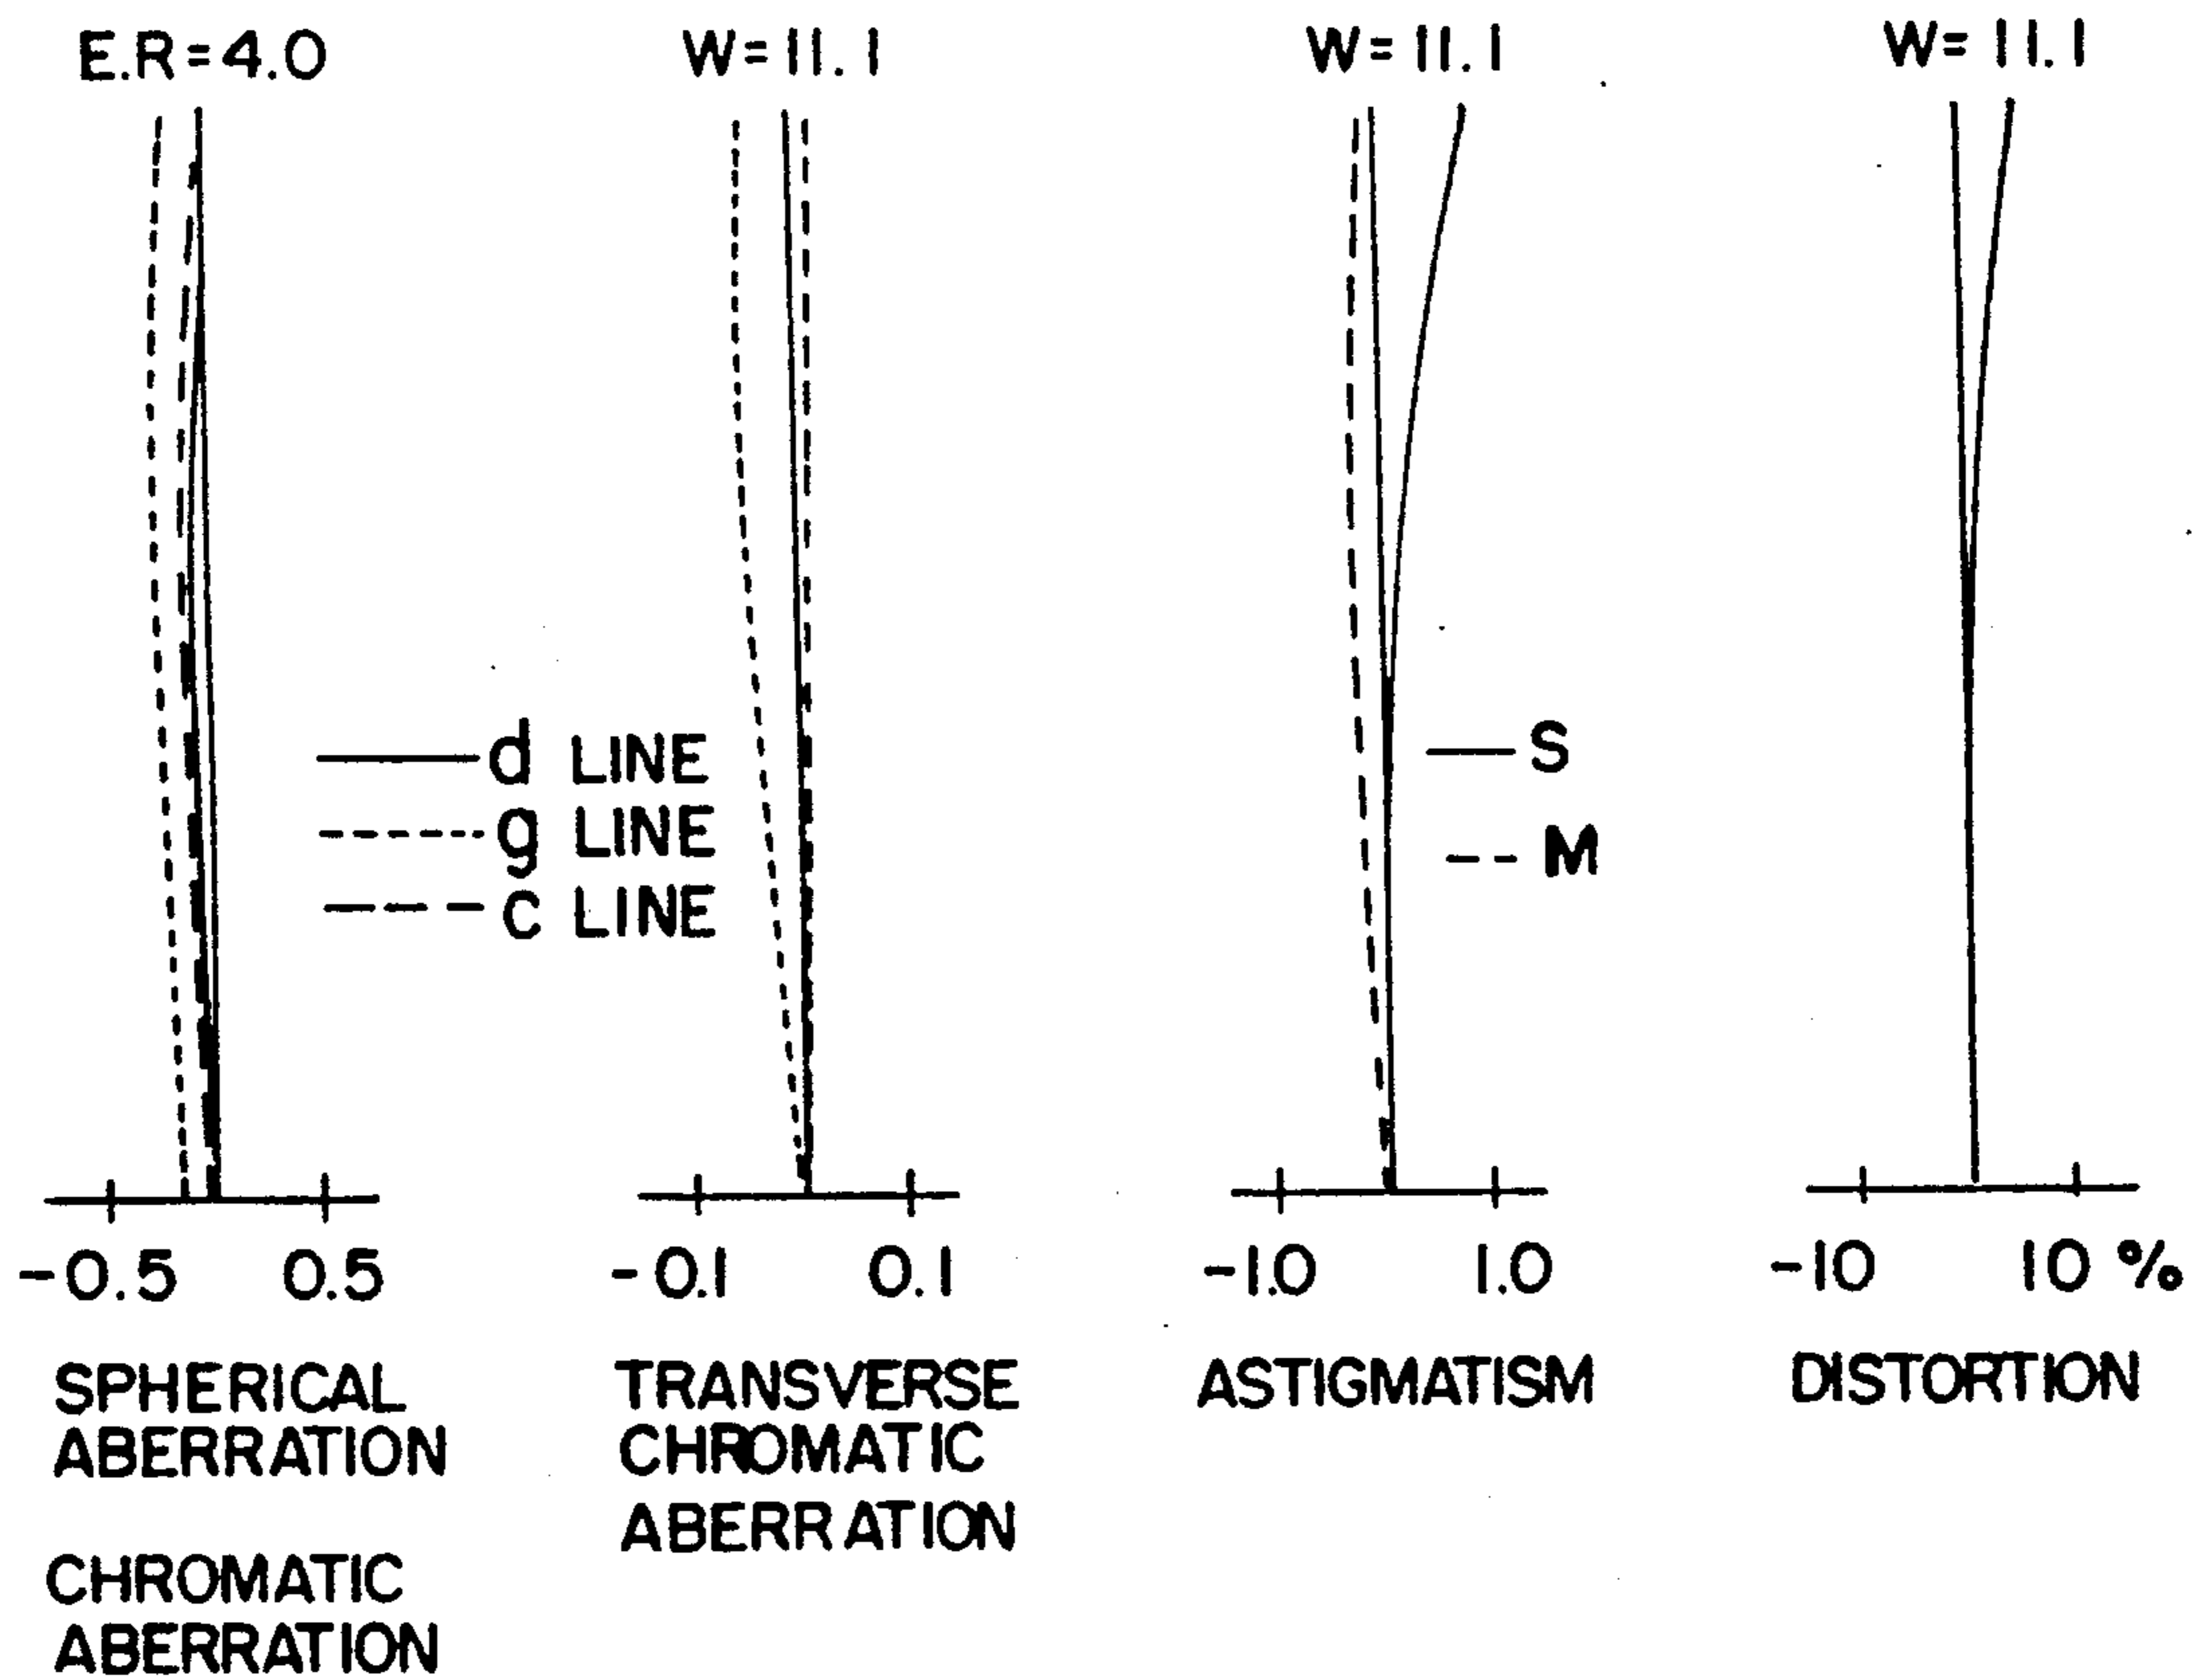 E.R=4.0
W=11.1
W=11.1
W=11.1
d LINE
g LINE
c LINE
S
M
-0.5
0.5
-0.1
0.1
-1.0
1.0
-10
10 %
SPHERICAL
ABERRATION
CHROMATIC
ABERRATION
TRANSVERSE
CHROMATIC
ABERRATION
ASTIGMATISM
DISTORTION